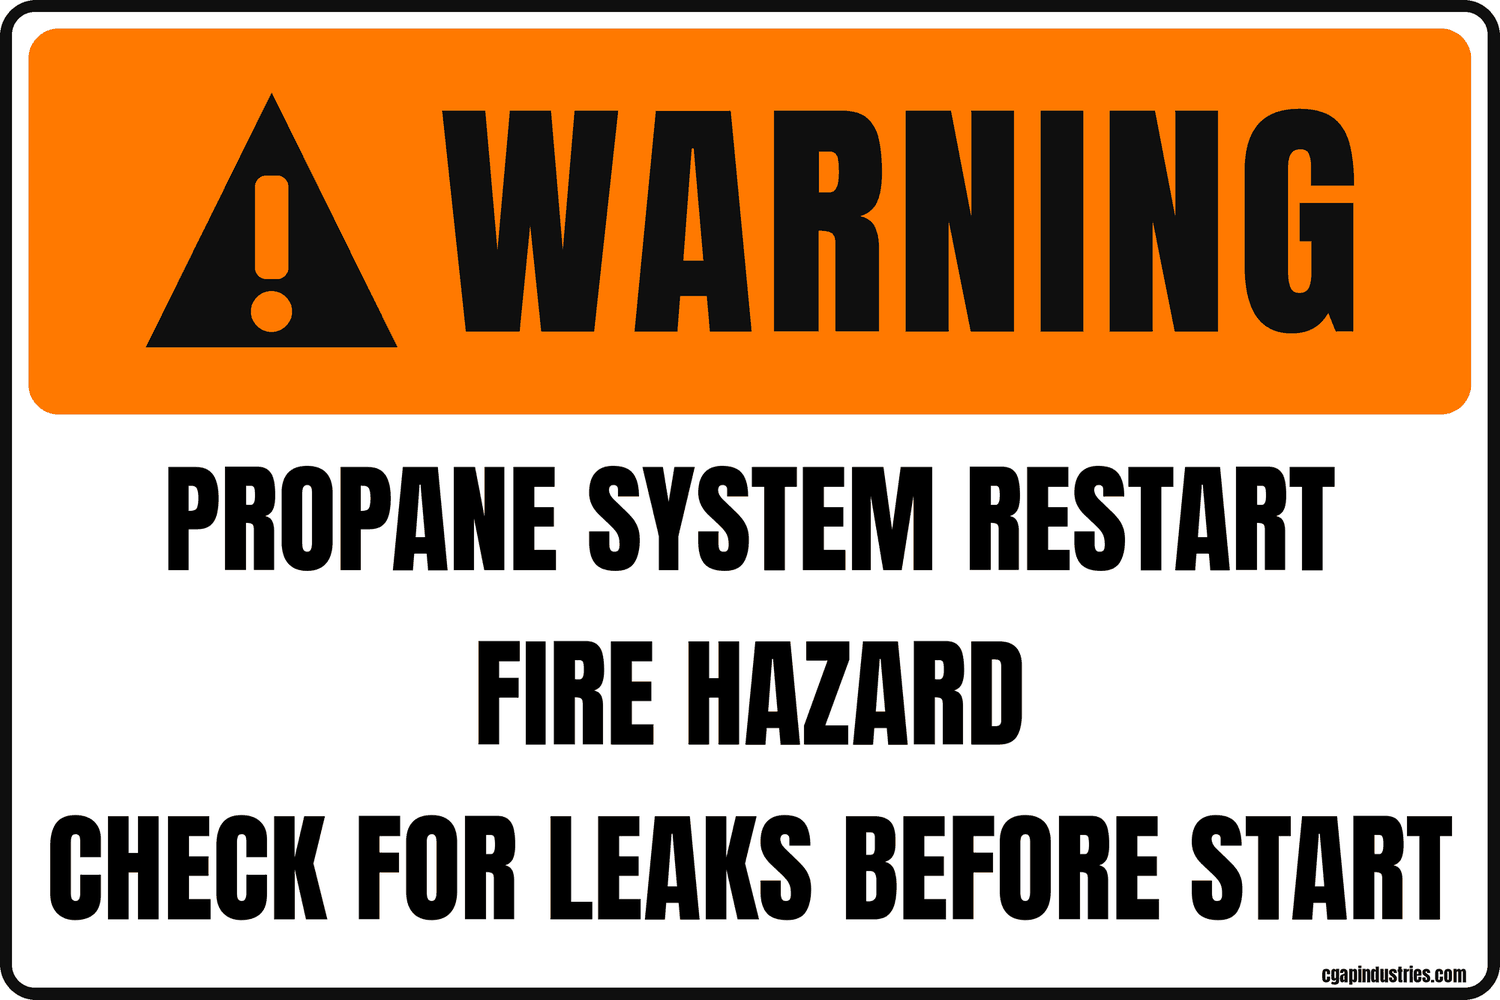 WARNING
PROPANE SYSTEM RESTART
FIRE HAZARD
CHECK FOR LEAKS BEFORE START
cgapindustries.com